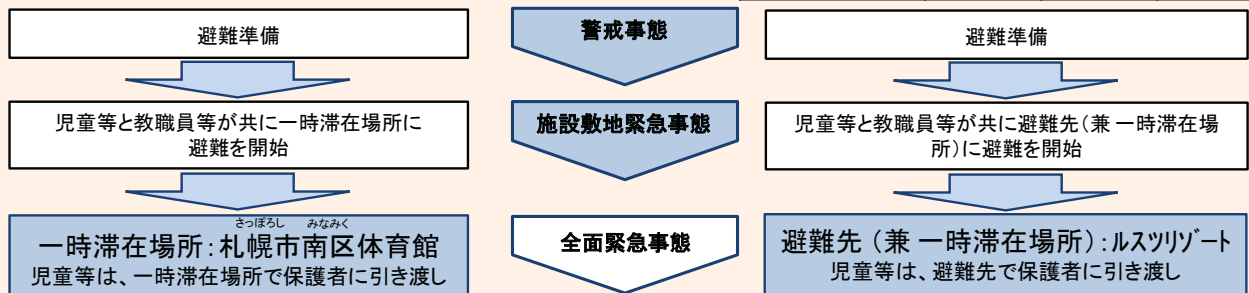 避難準備
警戒事態
避難準備
児童等と教職員等が共に一時滞在場所に
避難を開始
施設敷地緊急事態
児童等と教職員等が共に避難先（兼 一時滞在場
所）に避難を開始
さっぽろし みなみく
一時滞在場所：札幌市南区体育館
児童等は、一時滞在場所で保護者に引き渡し
全面緊急事態
避難先（兼 一時滞在場所）：ルスツリゾート
児童等は、避難先で保護者に引き渡し